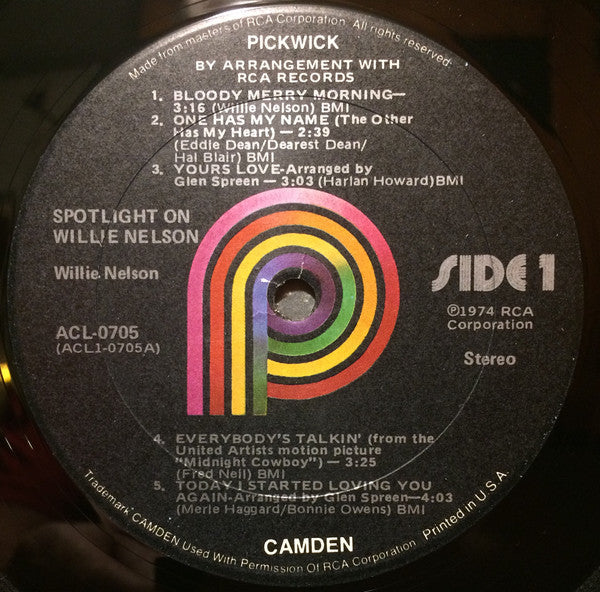 Made from masters of RCA Corporation. All rights reserved.
PICKWICK
BY ARRANGEMENT WITH
RCA RECORDS
1. BLOODY MERRY MORNING—
3:16 (Willie Nelson) BMI
2. ONE HAS MY NAME (The Other
Has My Heart) — 2:39
(Eddie Dean/Dearest Dean/
Hal Blair) BMI
3. YOURS LOVE-Arranged by
Glen Spreen — 3:03 (Harlan Howard)BMI
SPOTLIGHT ON
WILLIE NELSON
Willie Nelson
ACL-0705
(ACL1-0705A)
SIDE 1
℗1974 RCA
Corporation
Stereo
4. EVERYBODY'S TALKIN' (from the
United Artists motion picture
"Midnight Cowboy") — 3:25
(Fred Neil) BMI
5. TODAY I STARTED LOVING YOU
AGAIN-Arranged by Glen Spreen—4:03
(Merle Haggard/Bonnie Owens) BMI
CAMDEN
Trademark CAMDEN Used With Permission Of RCA Corporation. Printed in U.S.A.